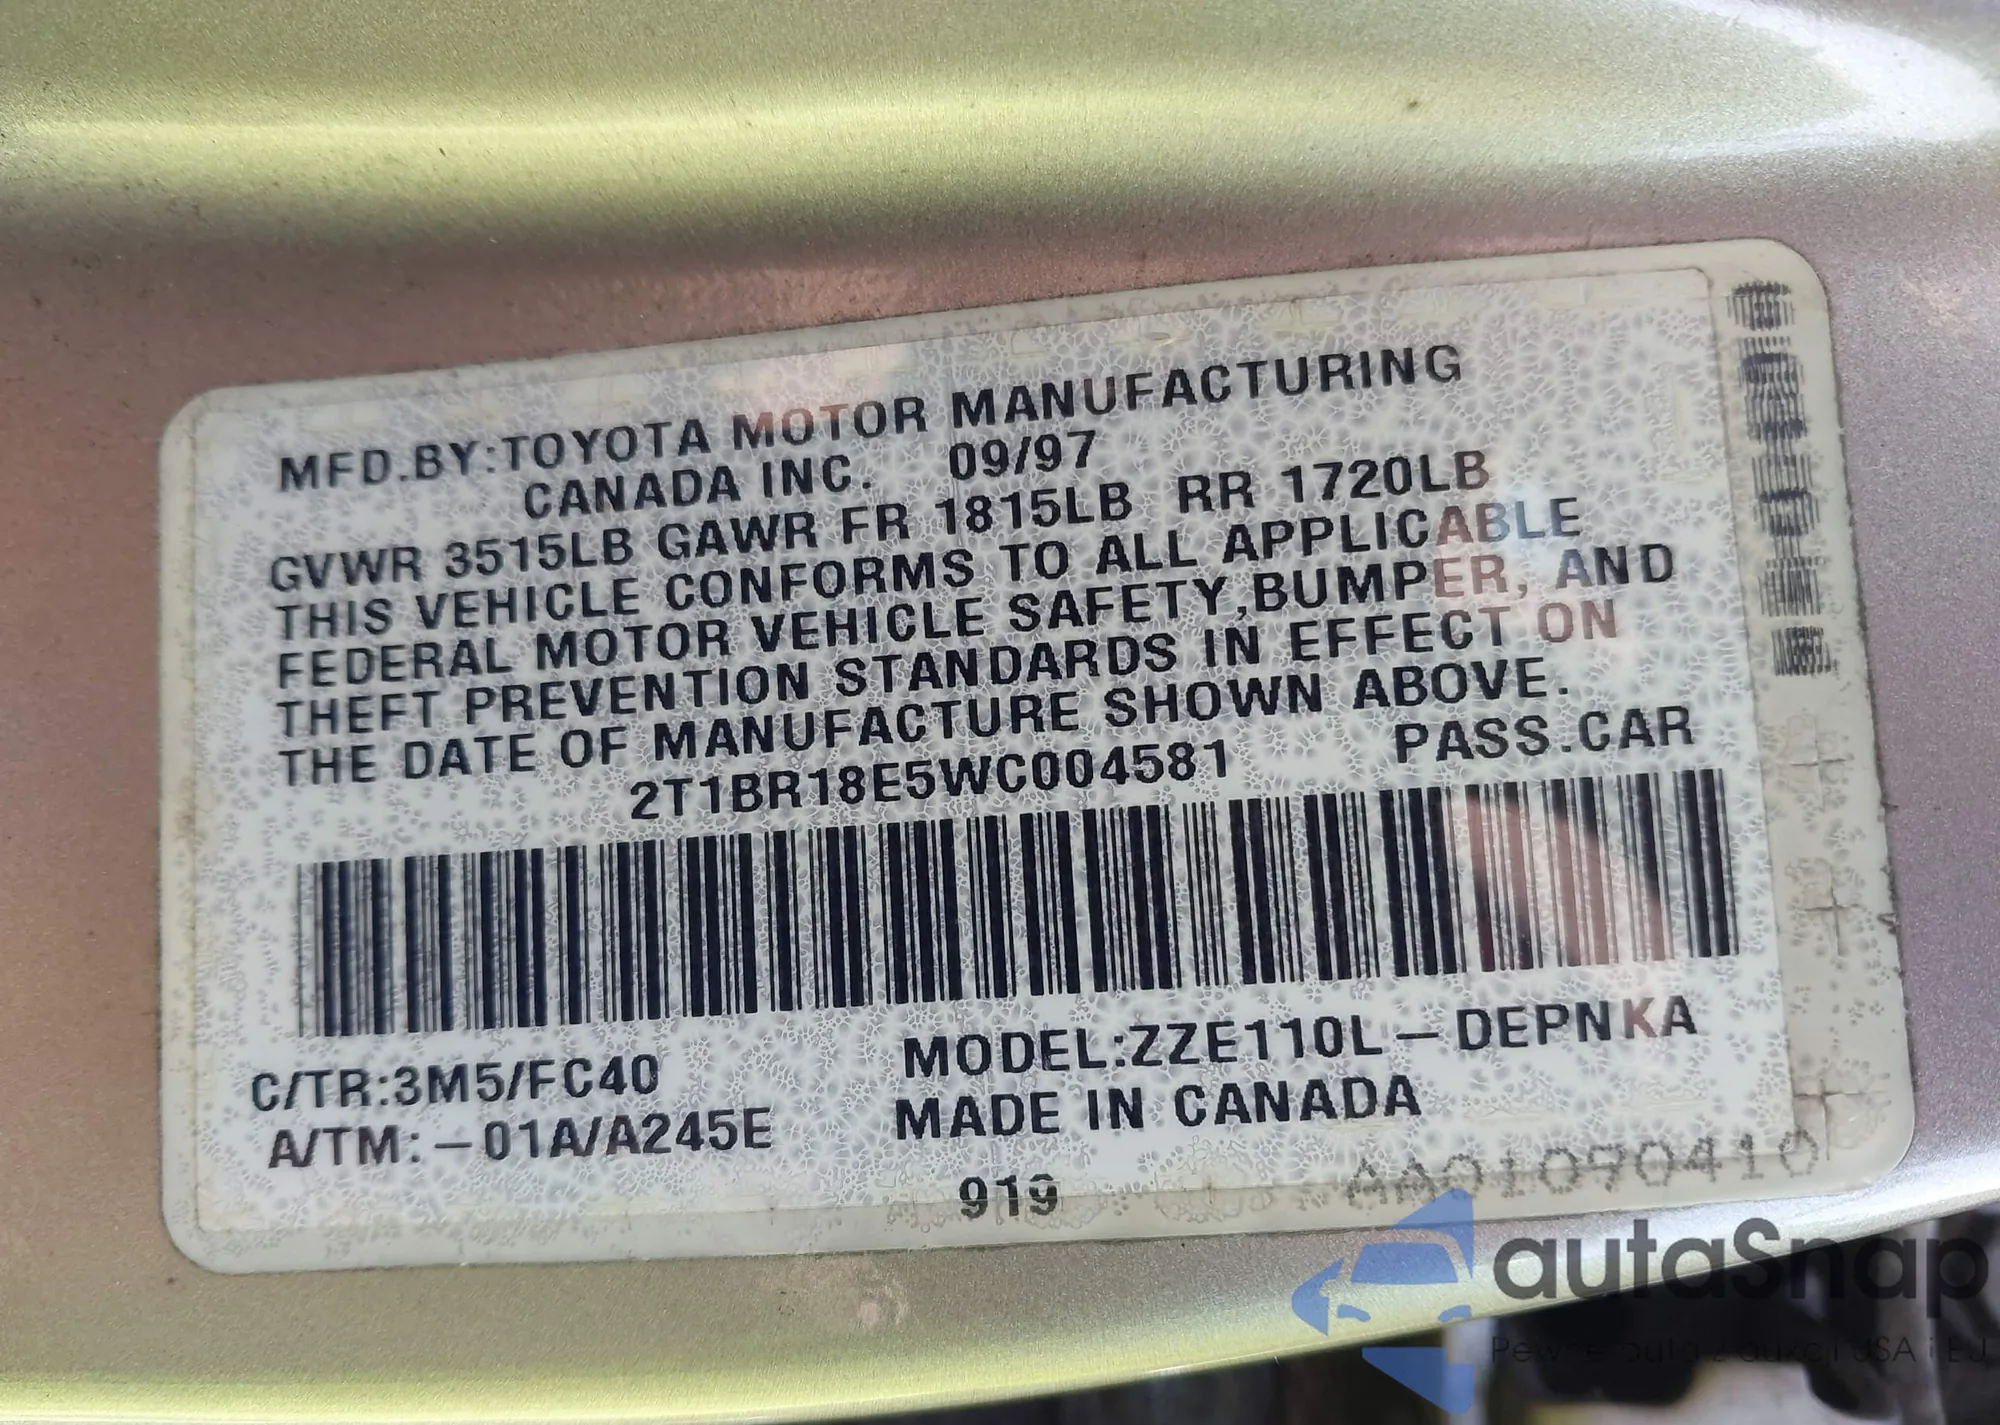 MFD.BY:TOYOTA MOTOR MANUFACTURING
CANADA INC. 09/97
GVWR 3515LB GAWR FR 1815LB RR 1720LB
THIS VEHICLE CONFORMS TO ALL APPLICABLE
FEDERAL MOTOR VEHICLE SAFETY,BUMPER, AND
THEFT PREVENTION STANDARDS IN EFFECT ON
THE DATE OF MANUFACTURE SHOWN ABOVE.
2T1BR18E5WC004581 PASS.CAR
C/TR:3M5/FC40 MODEL:ZZE110L-DEPNKA
A/TM:-01A/A245E MADE IN CANADA
919 AA01090410
autaSnap
USA i EU